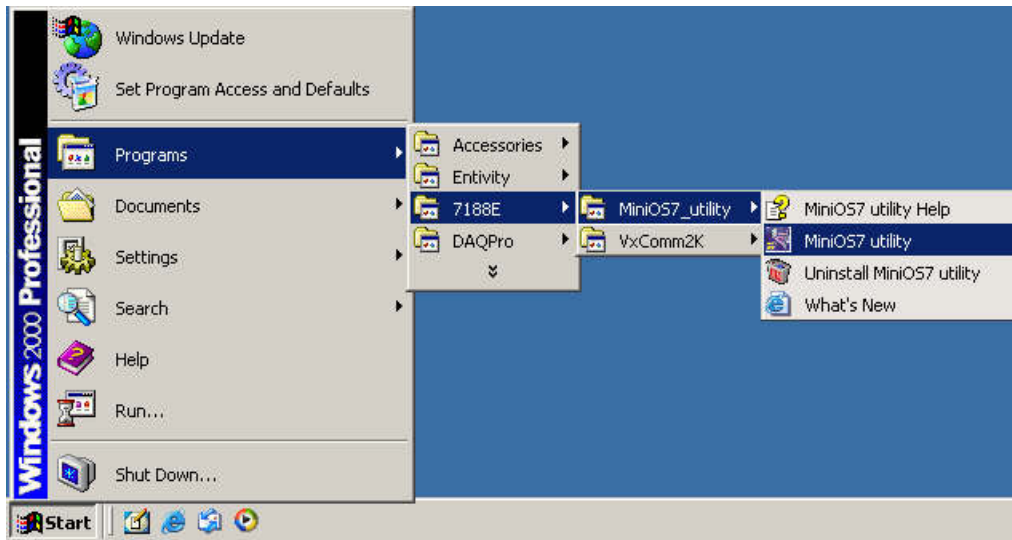 Windows 2000 Professional
Windows Update
Set Program Access and Defaults
Programs
Documents
Settings
Search
Help
Run...
Shut Down...
Accessories
Entivity
7188E
DAQPro
MiniOS7_utility
VxComm2K
MiniOS7 utility Help
MiniOS7 utility
Uninstall MiniOS7 utility
What's New
Start